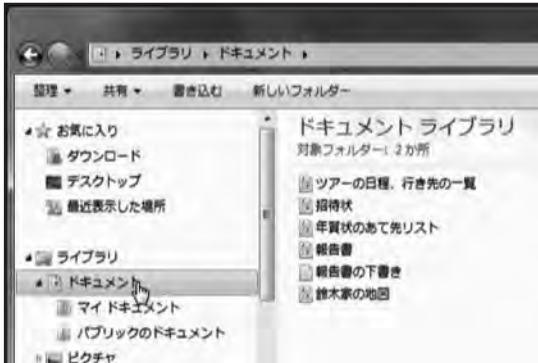 ライブラリ ▸ ドキュメント ▸
整理 ▾ 共有 ▾ 書き込む 新しいフォルダー
お気に入り
ダウンロード
デスクトップ
最近表示した場所
ライブラリ
ドキュメント
マイ ドキュメント
パブリックのドキュメント
ピクチャ
ドキュメント ライブラリ
対象フォルダー: 2 か所
ツアーの日程、行き先の一覧
招待状
年賀状のあて先リスト
報告書
報告書の下書き
鈴木家の地図